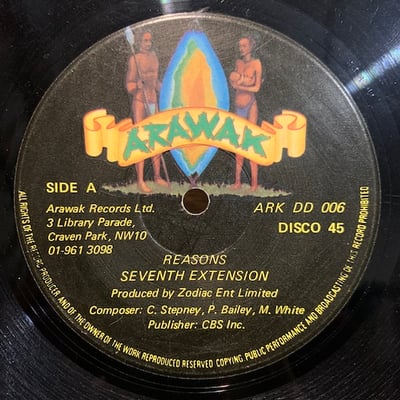 ARAWAK
SIDE A
Arawak Records Ltd.
3 Library Parade,
Craven Park, NW10
01-961 3098
ARK DD 006
DISCO 45
REASONS
SEVENTH EXTENSION
Produced by Zodiac Ent Limited
Composer: C. Stepney, P. Bailey, M. White
Publisher: CBS Inc.
ALL RIGHTS OF THE PRODUCER AND OF THE OWNER OF THE WORK REPRODUCED RESERVED COPYING PUBLIC PERFORMANCE AND BROADCASTING OF THIS RECORD PROHIBITED